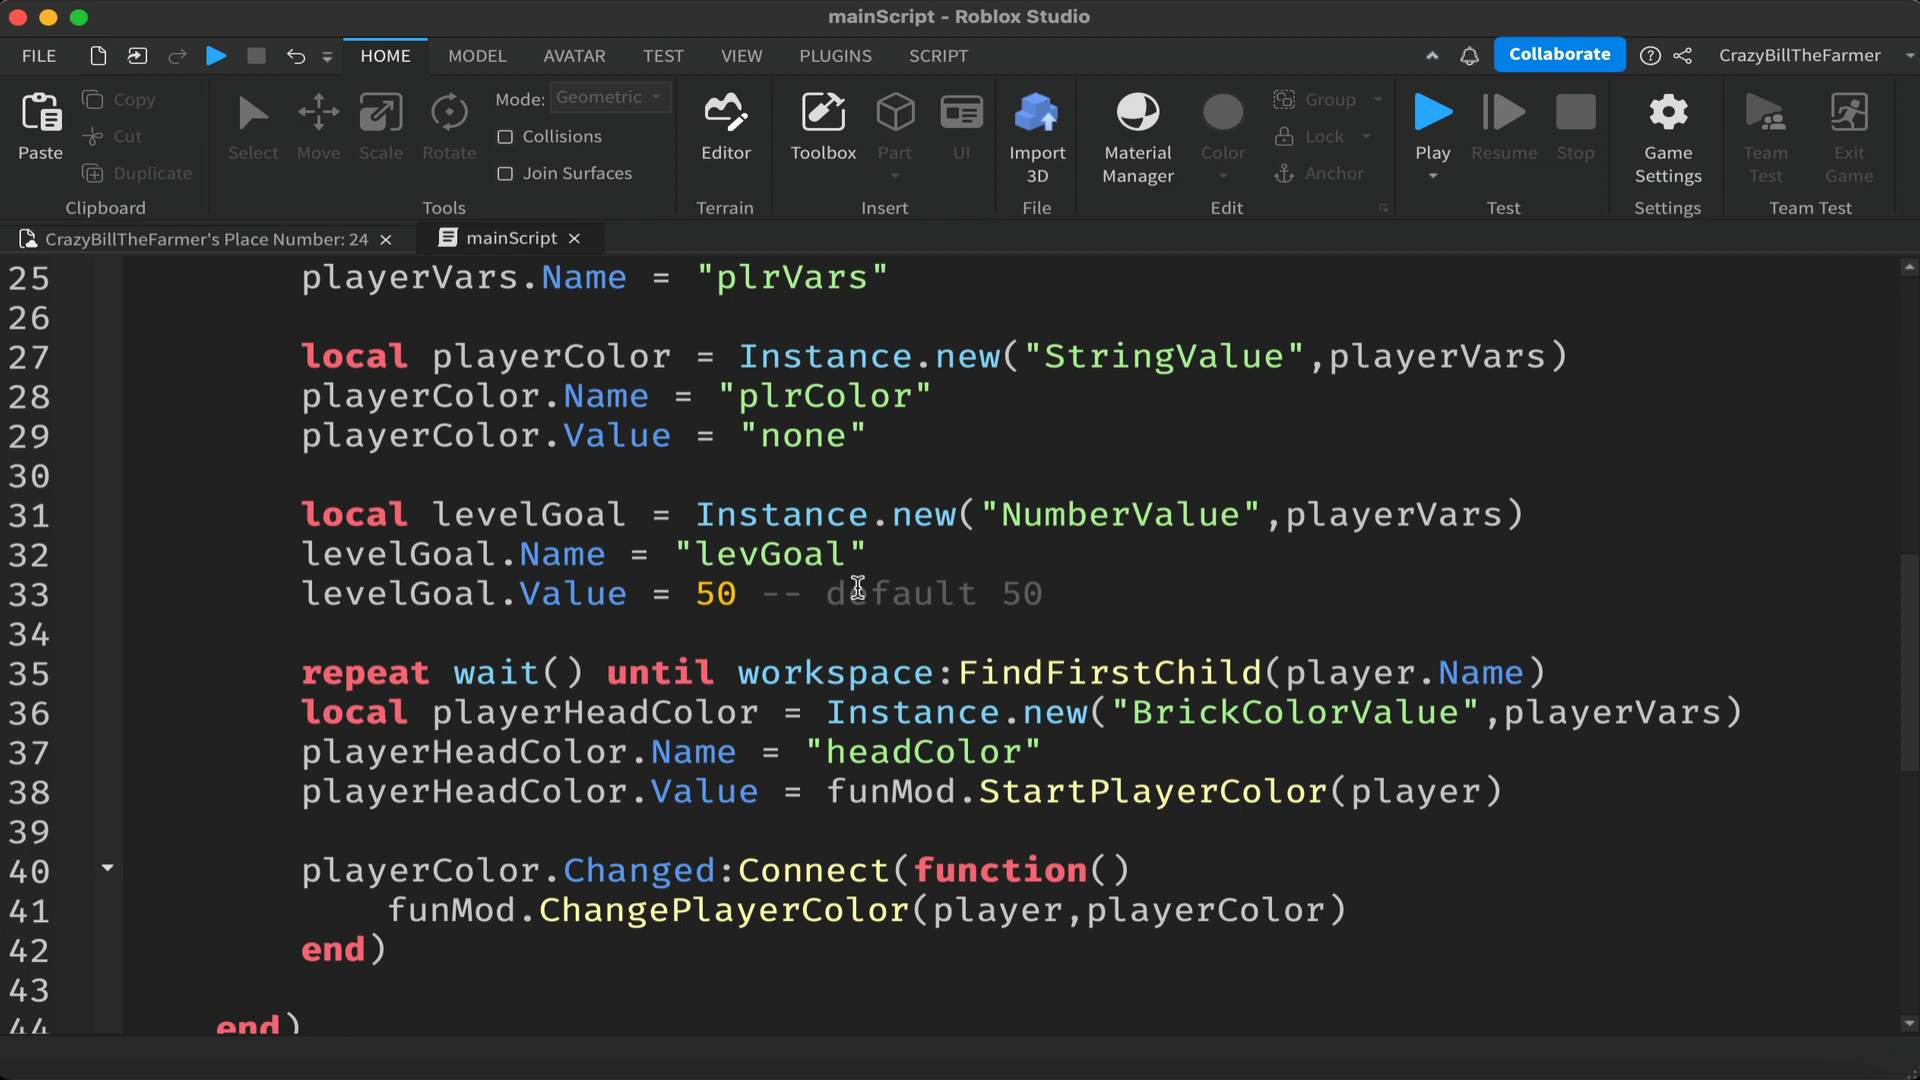 mainScript - Roblox Studio
FILE HOME MODEL AVATAR TEST VIEW PLUGINS SCRIPT Collaborate CrazyBillTheFarmer
Paste Copy Cut Duplicate
Clipboard
Select Move Scale Rotate
Mode: Geometric
Collisions
Join Surfaces
Tools
Editor
Terrain
Toolbox Part UI
Insert
Import 3D
File
Material Manager
Color
Group
Lock
Anchor
Edit
Play Resume Stop
Test
Game Settings
Settings
Team Test
Exit Game
Team Test
CrazyBillTheFarmer's Place Number: 24 mainScript
25 playerVars.Name = "plrVars"
26
27 local playerColor = Instance.new("StringValue",playerVars)
28 playerColor.Name = "plrColor"
29 playerColor.Value = "none"
30
31 local levelGoal = Instance.new("NumberValue",playerVars)
32 levelGoal.Name = "levGoal"
33 levelGoal.Value = 50 -- default 50
34
35 repeat wait() until workspace:FindFirstChild(player.Name)
36 local playerHeadColor = Instance.new("BrickColorValue",playerVars)
37 playerHeadColor.Name = "headColor"
38 playerHeadColor.Value = funMod.StartPlayerColor(player)
39
40 playerColor.Changed:Connect(function()
41 funMod.ChangePlayerColor(player,playerColor)
42 end)
43
44 end)